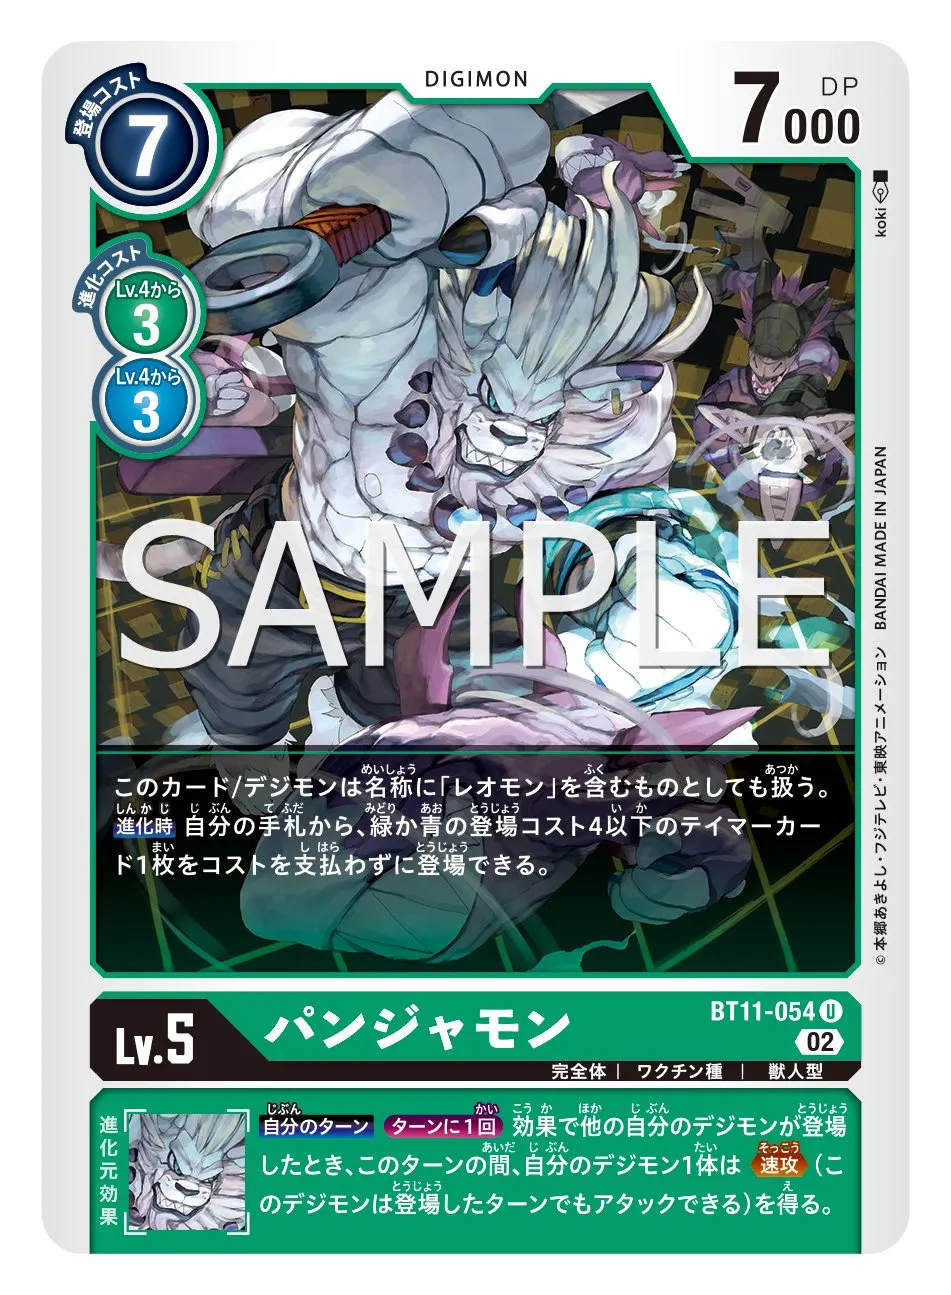 DIGIMON
登場コスト
7
7000
DP
koki
進化コスト
Lv.4から
3
Lv.4から
3
SAMPLE
©本郷あきよし・フジテレビ・東映アニメーション BANDAI MADE IN JAPAN
このカード/デジモンは名称に「レオモン」を含むものとしても扱う。
進化時 自分の手札から、緑か青の登場コスト4以下のテイマーカー
ド1枚をコストを支払わずに登場できる。
BT11-054 U
02
Lv.5
パンジャモン
完全体 | ワクチン種 | 獣人型
進化元効果
自分のターン ターンに1回 効果で他の自分のデジモンが登場
したとき、このターンの間、自分のデジモン1体は 速攻 (こ
のデジモンは登場したターンでもアタックできる)を得る。